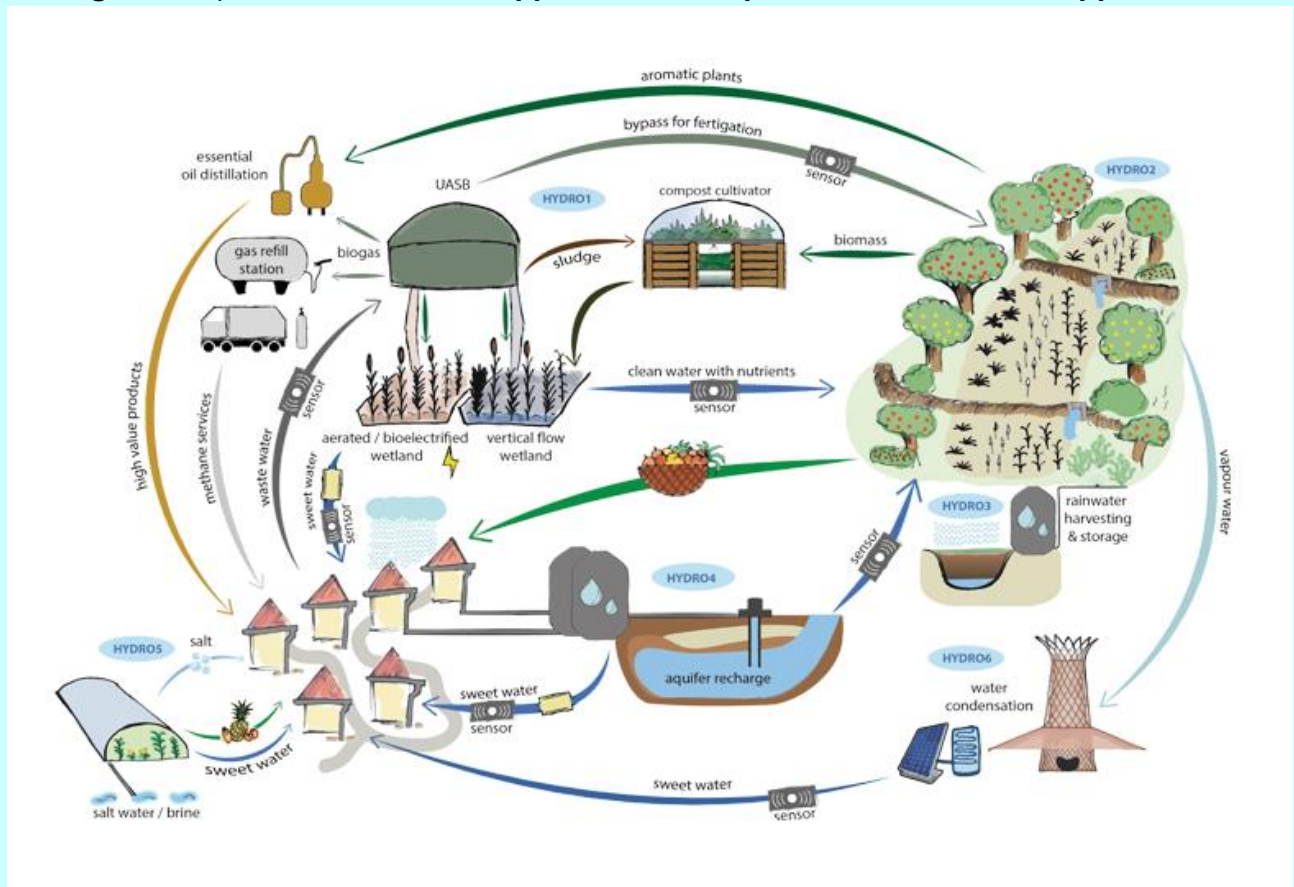 aromatic plants
bypass for fertigation
sensor
essential
oil distillation
UASB
HYDRO1
compost cultivator
HYDRO2
gas refill
station
biogas
sludge
biomass
high value products
methane services
waste water
sensor
clean water with nutrients
sensor
aerated / bioelectrified
wetland
vertical flow
wetland
sweet water
sensor
vapour water
HYDRO3
rainwater
harvesting
& storage
sensor
HYDRO4
aquifer recharge
HYDRO5
salt
sweet water
sensor
HYDRO6
water
condensation
sweet water
salt water / brine
sweet water
sensor